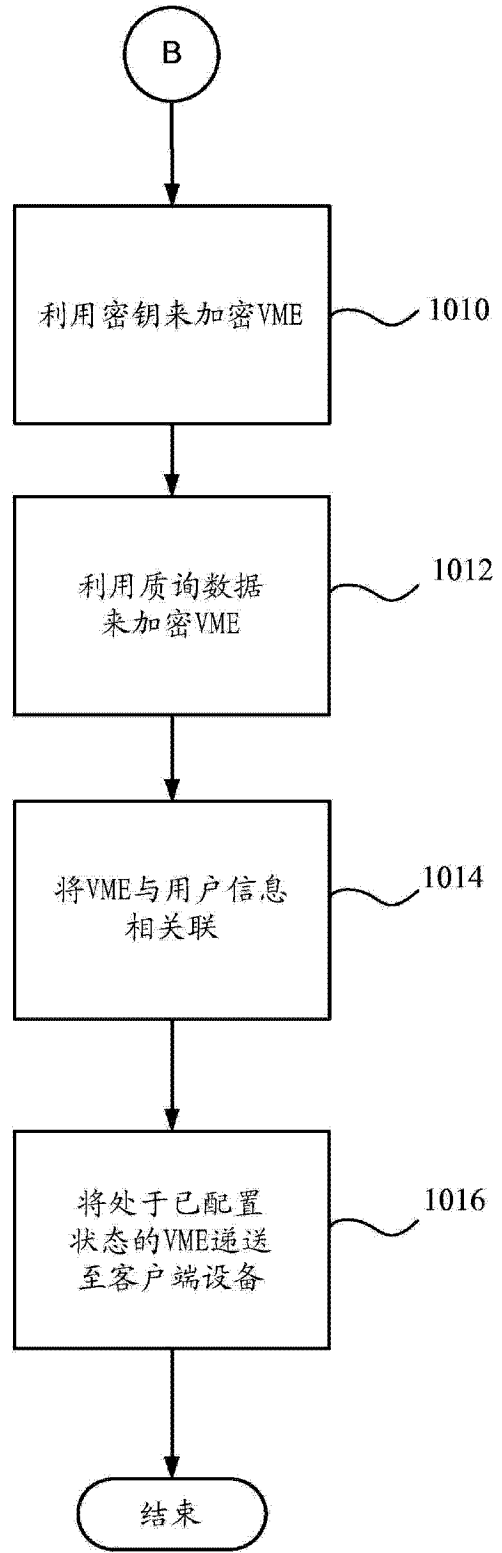 B
利用密钥来加密VME
1010
利用质询数据
来加密VME
1012
将VME与用户信息
相关联
1014
将处于已配置
状态的VME递送
至客户端设备
1016
结束